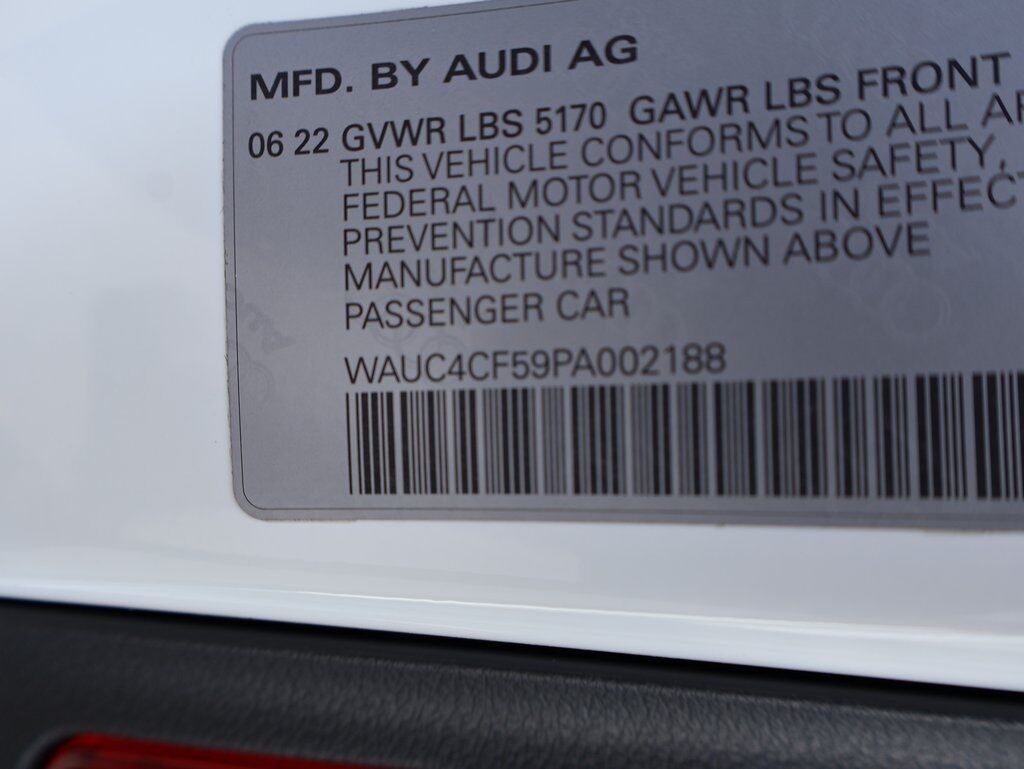 MFD. BY AUDI AG
06 22 GVWR LBS 5170 GAWR LBS FRONT
THIS VEHICLE CONFORMS TO ALL
FEDERAL MOTOR VEHICLE SAFETY,
PREVENTION STANDARDS IN EFFECT
MANUFACTURE SHOWN ABOVE
PASSENGER CAR
WAUC4CF59PA002188